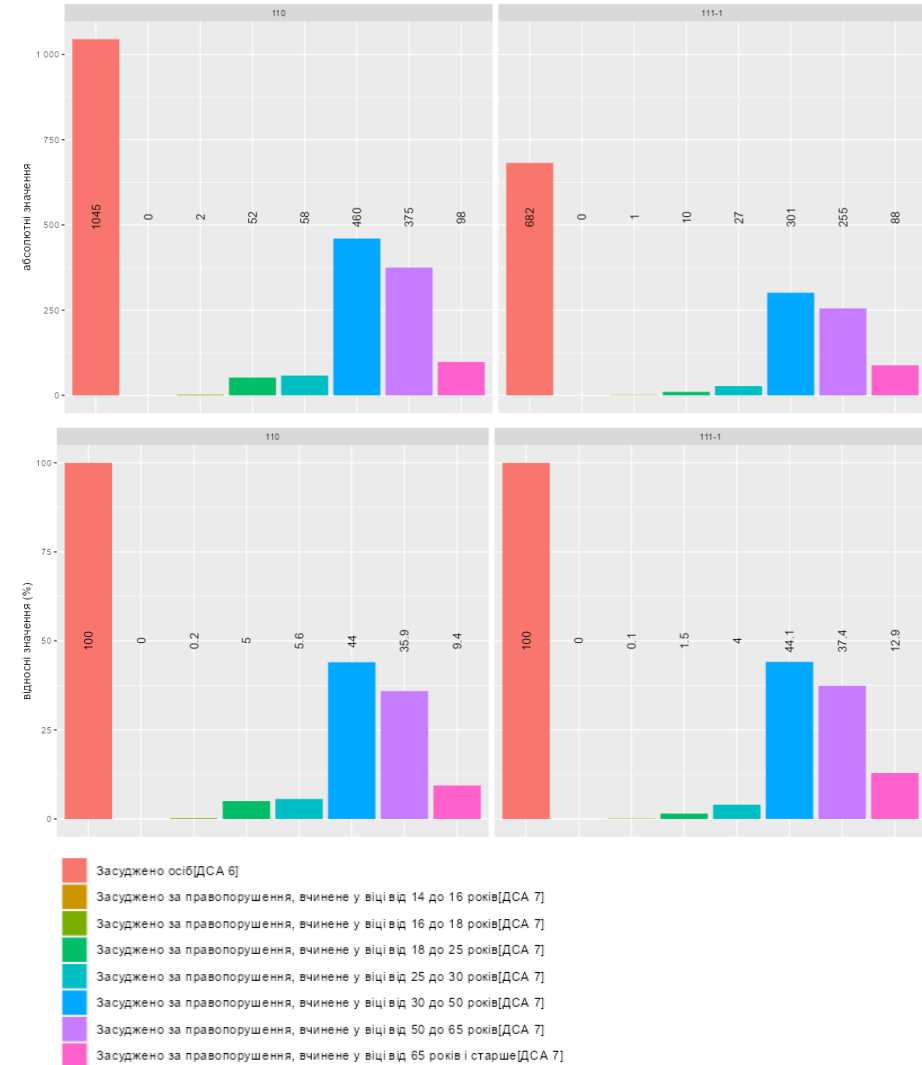 110 111-1
абсолютні значення
1 000
750
500
250
0
1045 0 2 52 58 460 375 98
682 0 1 10 27 301 255 88
110 111-1
відносні значення (%)
100
75
50
25
0
100 0 0.2 5 5.6 44 35.9 9.4
100 0 0.1 1.5 4 44.1 37.4 12.9
Засуджено осіб[ДСА 6]
Засуджено за правопорушення, вчинене у віці від 14 до 16 років[ДСА 7]
Засуджено за правопорушення, вчинене у віці від 16 до 18 років[ДСА 7]
Засуджено за правопорушення, вчинене у віці від 18 до 25 років[ДСА 7]
Засуджено за правопорушення, вчинене у віці від 25 до 30 років[ДСА 7]
Засуджено за правопорушення, вчинене у віці від 30 до 50 років[ДСА 7]
Засуджено за правопорушення, вчинене у віці від 50 до 65 років[ДСА 7]
Засуджено за правопорушення, вчинене у віці від 65 років і старше[ДСА 7]